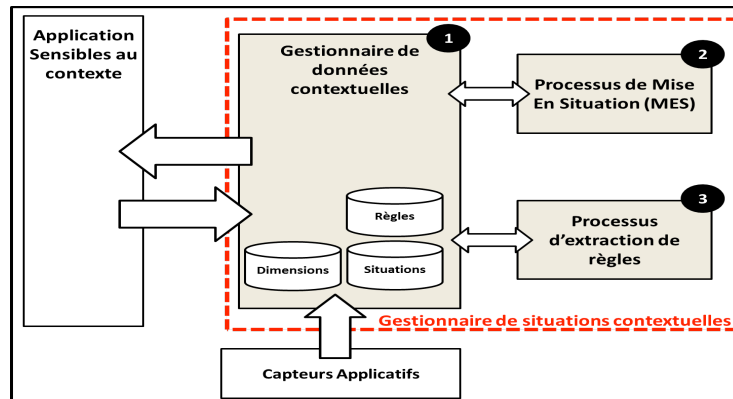 Application
Sensibles au
contexte
1
Gestionnaire de
données
contextuelles
2
Processus de Mise
En Situation (MES)
Règles
Dimensions
Situations
3
Processus
d'extraction de
règles
Gestionnaire de situations contextuelles
Capteurs Applicatifs